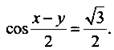 cos (x − y)/2 = √3/2.